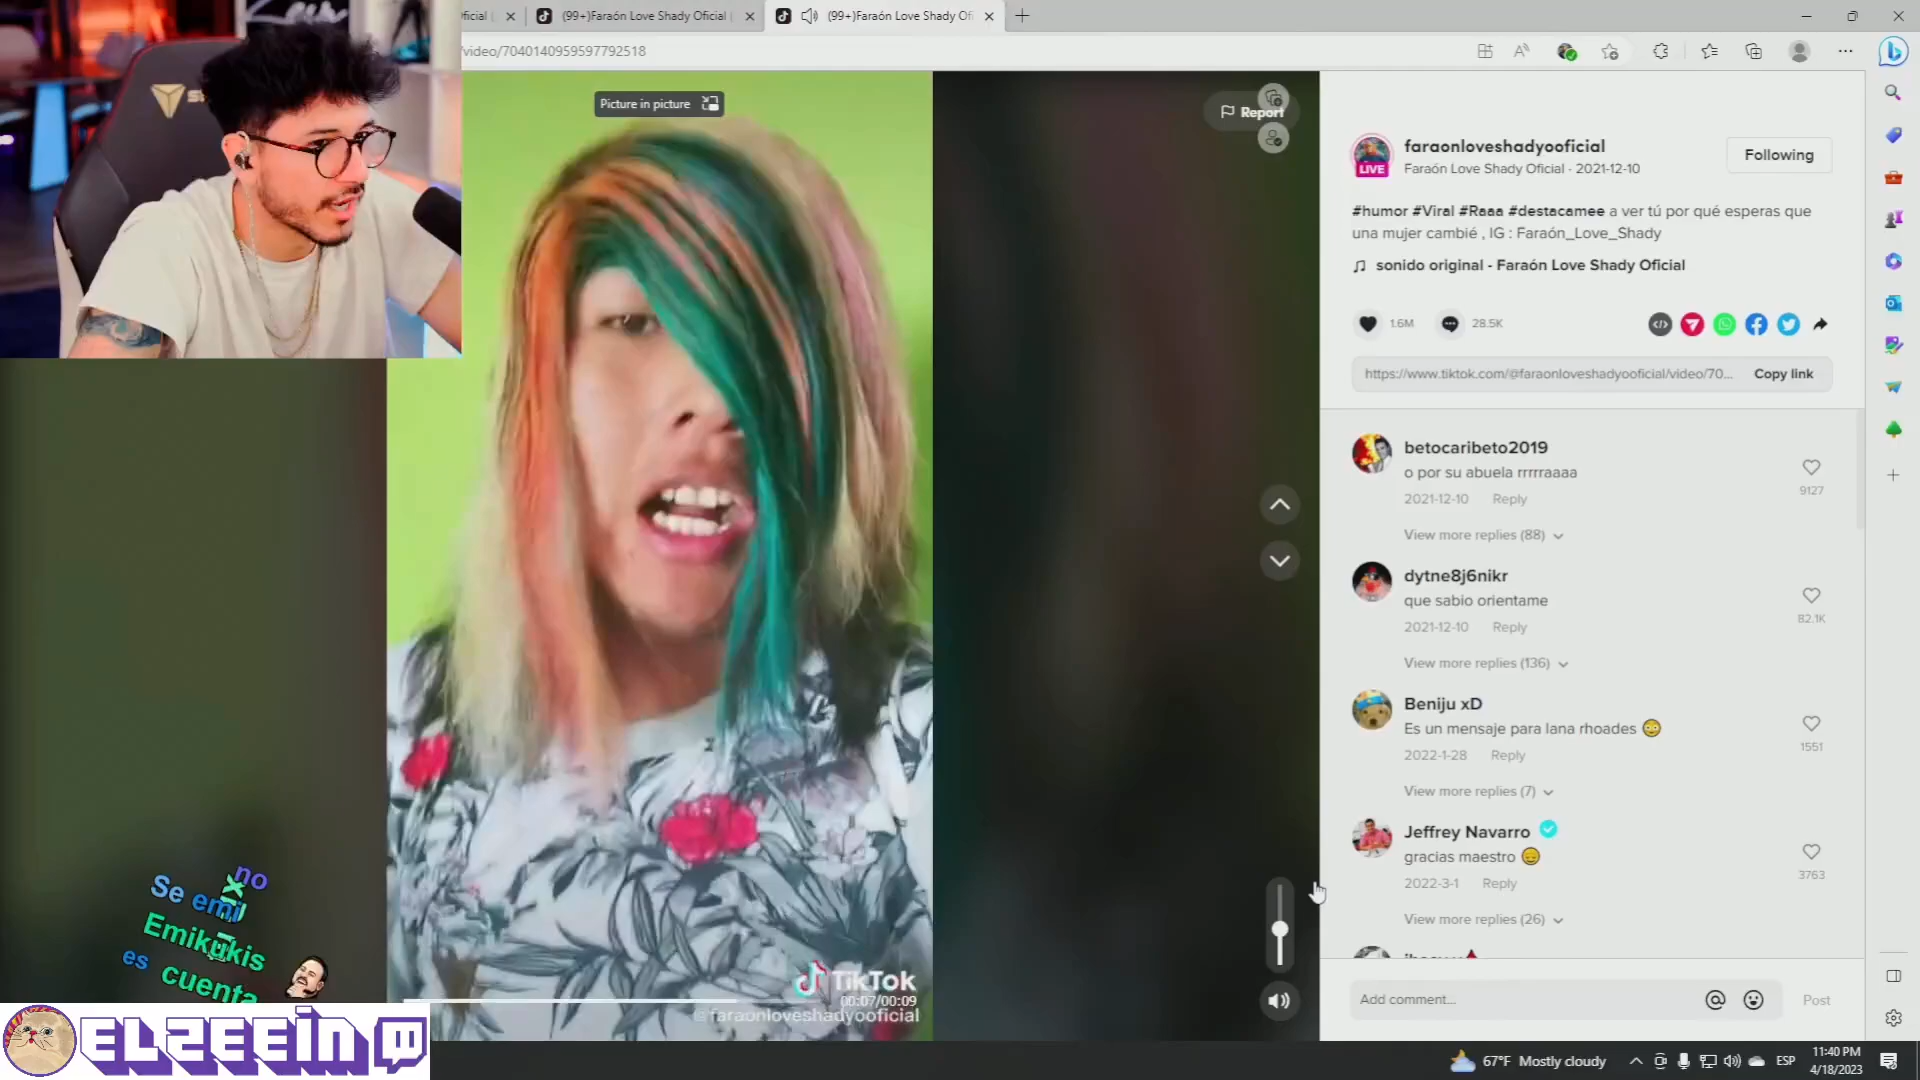 oficial
(99+)Faraón Love Shady Oficial
(99+)Faraón Love Shady Ofi
/video/7040140959597792518
Picture in picture
Report
faraonloveshadyooficial
Faraón Love Shady Oficial · 2021-12-10
Following
LIVE
#humor #Viral #Raaa #destacamee a ver tú por qué esperas que
una mujer cambié , IG : Faraón_Love_Shady
sonido original - Faraón Love Shady Oficial
1.6M
28.5K
https://www.tiktok.com/@faraonloveshadyooficial/video/70...
Copy link
betocaribeto2019
o por su abuela rrrrraaaa
9127
2021-12-10
Reply
View more replies (88)
dytne8j6nikr
que sabio orientame
82.1K
2021-12-10
Reply
View more replies (136)
Beniju xD
Es un mensaje para lana rhoades 😳
1551
2022-1-28
Reply
View more replies (7)
Jeffrey Navarro
gracias maestro 😑
3763
2022-3-1
Reply
View more replies (26)
Add comment...
Post
TikTok
00:07/00:09
@faraonloveshadyooficial
no
Se emi
Emikukis
es
cuenta
ELZEEIN
67°F Mostly cloudy
ESP
11:40 PM
4/18/2023